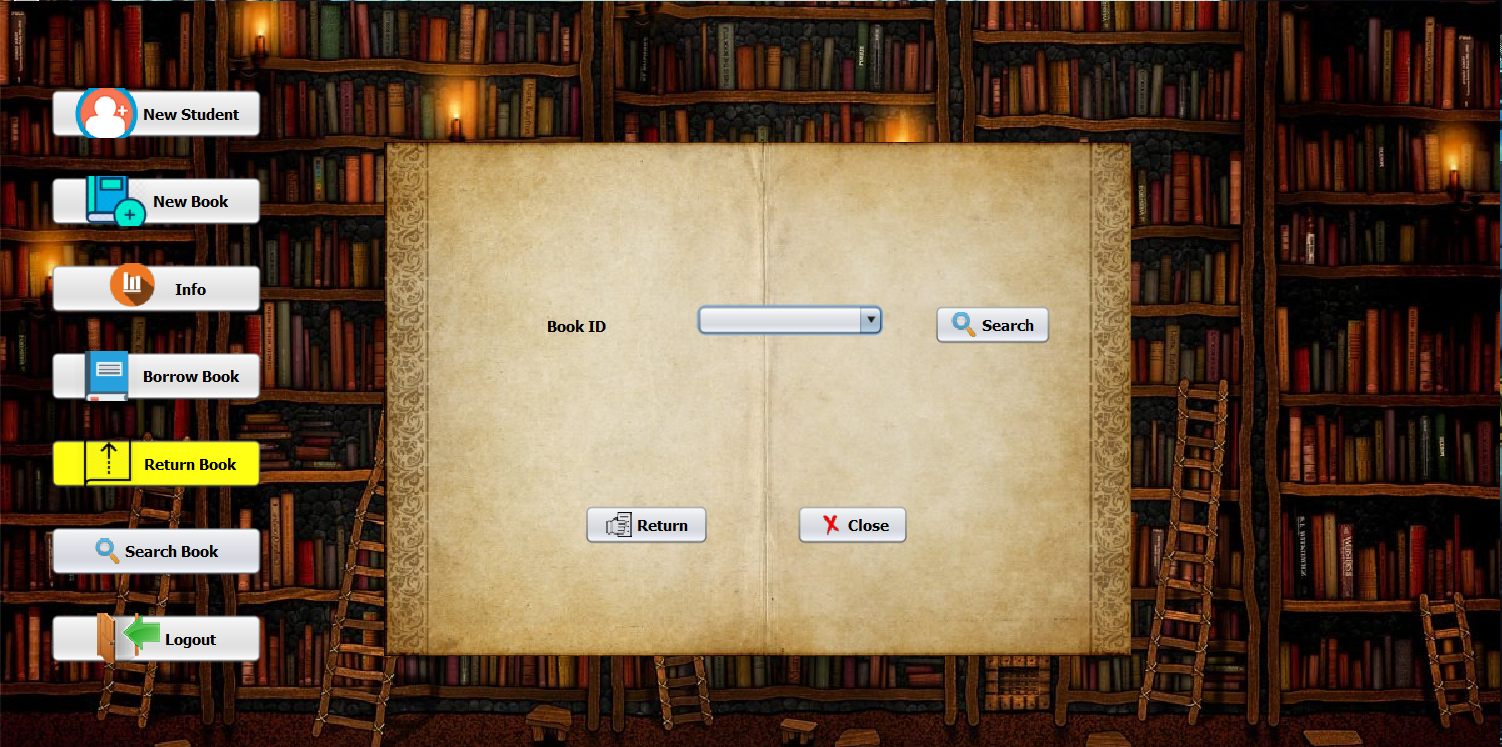 New Student
New Book
Info
Borrow Book
Return Book
Search Book
Logout
Book ID
Search
Return
Close